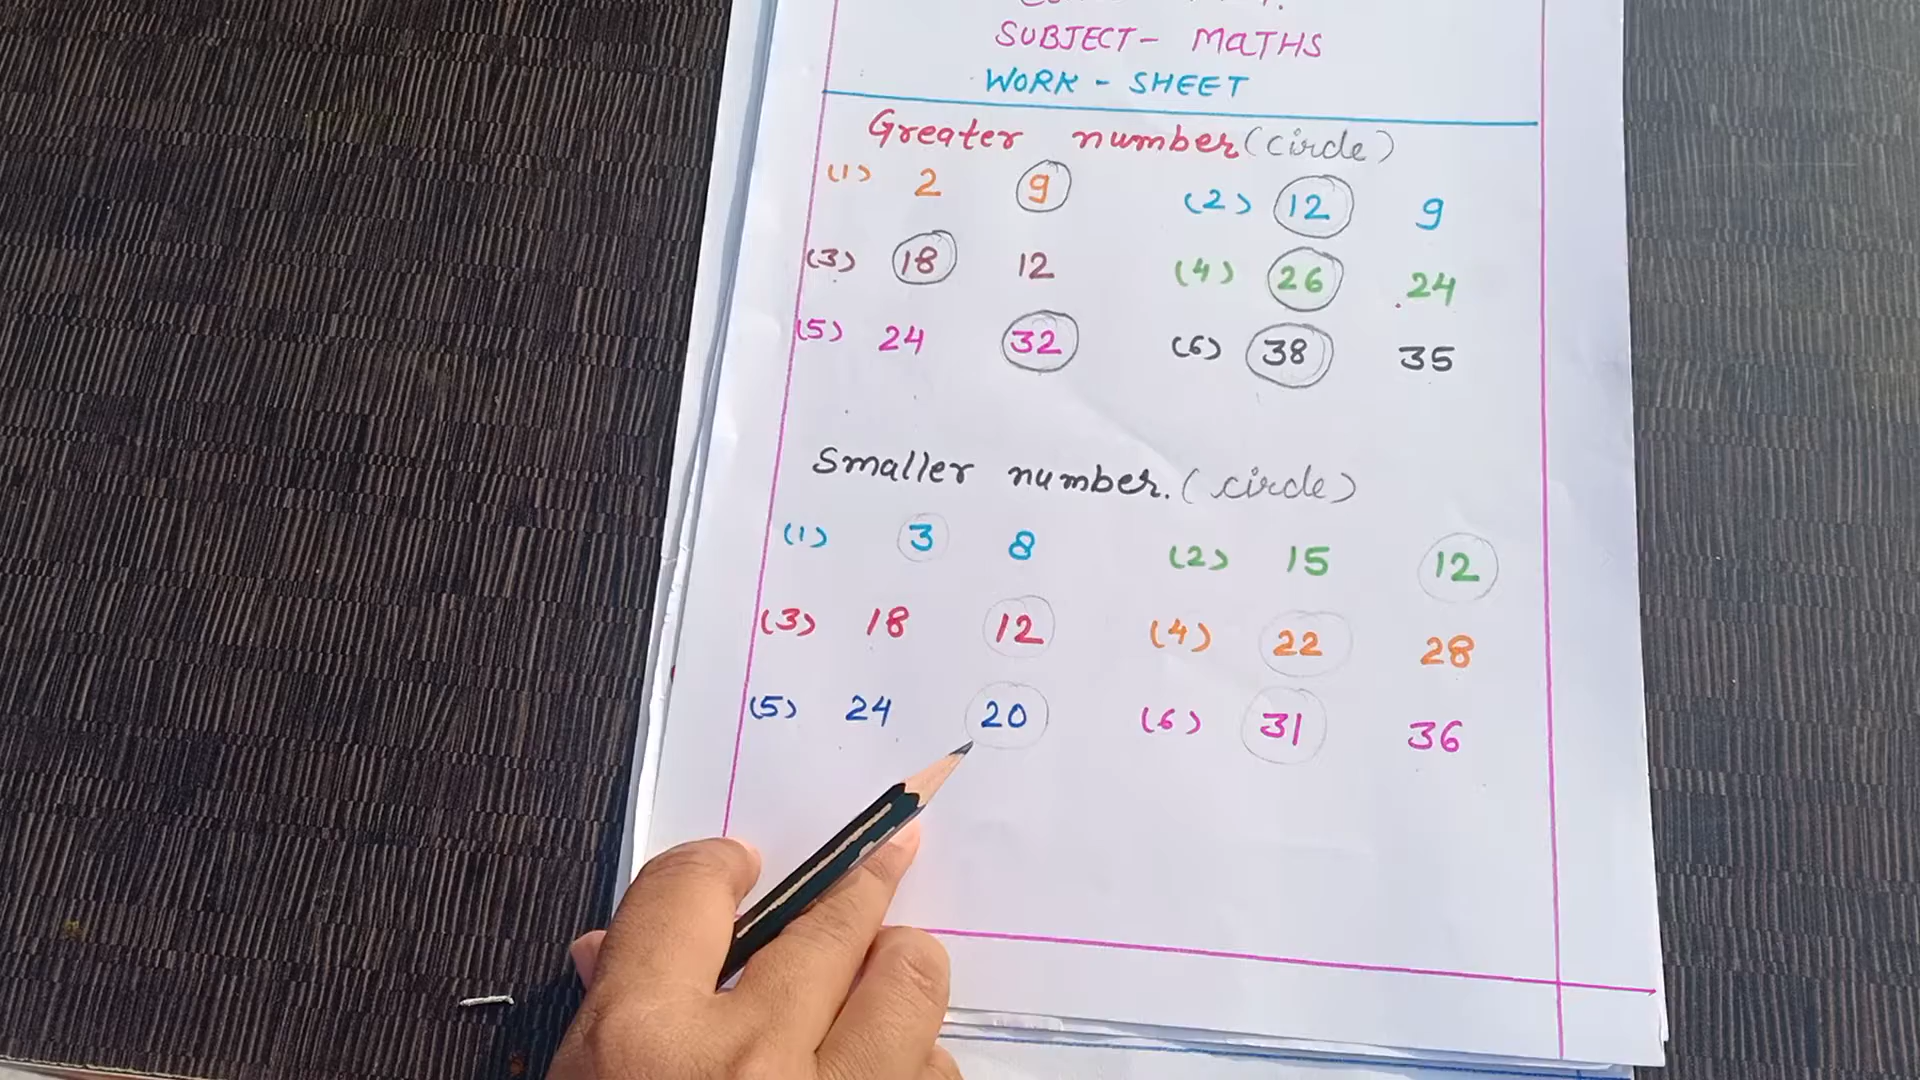 SUBJECT- MATHS
WORK - SHEET
Greater number (circle)
(1) 2 9 (2) 12 9
(3) 18 12 (4) 26 24
(5) 24 32 (6) 38 35
Smaller number. (circle)
(1) 3 8 (2) 15 12
(3) 18 12 (4) 22 28
(5) 24 20 (6) 31 36